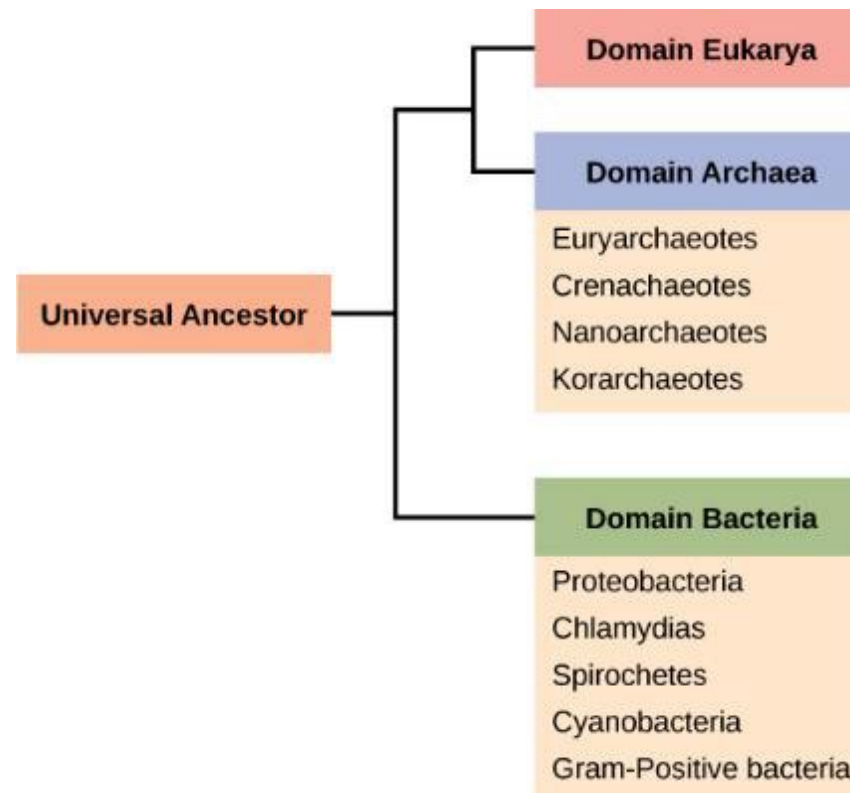 Domain Eukarya
Domain Archaea
Euryarchaeotes
Crenachaeotes
Nanoarchaeotes
Korarchaeotes
Universal Ancestor
Domain Bacteria
Proteobacteria
Chlamydias
Spirochetes
Cyanobacteria
Gram-Positive bacteria